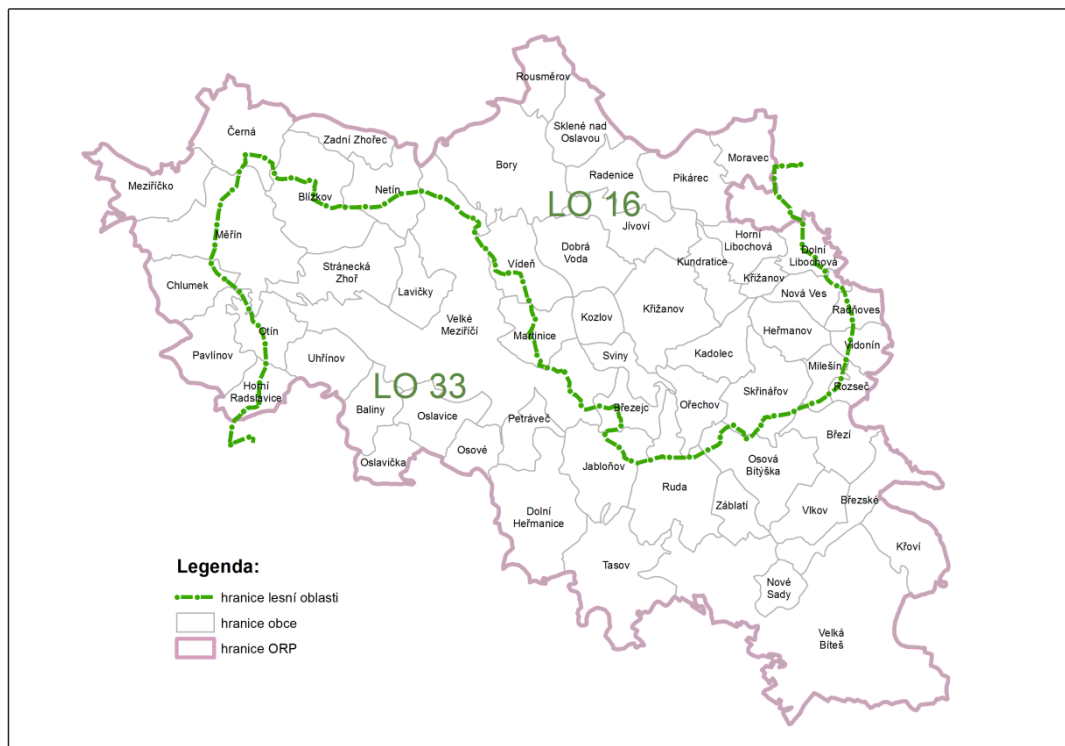 Rousměrov
Sklené nad
Oslavou
Černá
Zadní Zhořec
Moravec
Bory
Radenice
Pikárec
Meziříčko
Netín
Blížkov
LO 16
Jívoví
Horní
Libochová
Měřín
Dobrá
Voda
Dolní
Libochová
Vídeň
Kundratice
Stránecká
Zhoř
Křižanov
Chlumek
Lavičky
Nová Ves
Křižanov
Radňoves
Velké
Meziříčí
Kozlov
Otín
Martinice
Heřmanov
Vidonín
Pavlínov
Uhřínov
Sviny
Kadolec
Milešín
Rozseč
LO 33
Horní
Radslavice
Skřinářov
Baliny
Oslavice
Březejc
Ořechov
Petráveč
Březí
Osové
Oslavička
Jabloňov
Osová
Bítýška
Ruda
Záblatí
Březské
Dolní
Heřmanice
Vlkov
Křoví
Tasov
Nové
Sady
Velká
Bíteš
Legenda:
hranice lesní oblasti
hranice obce
hranice ORP